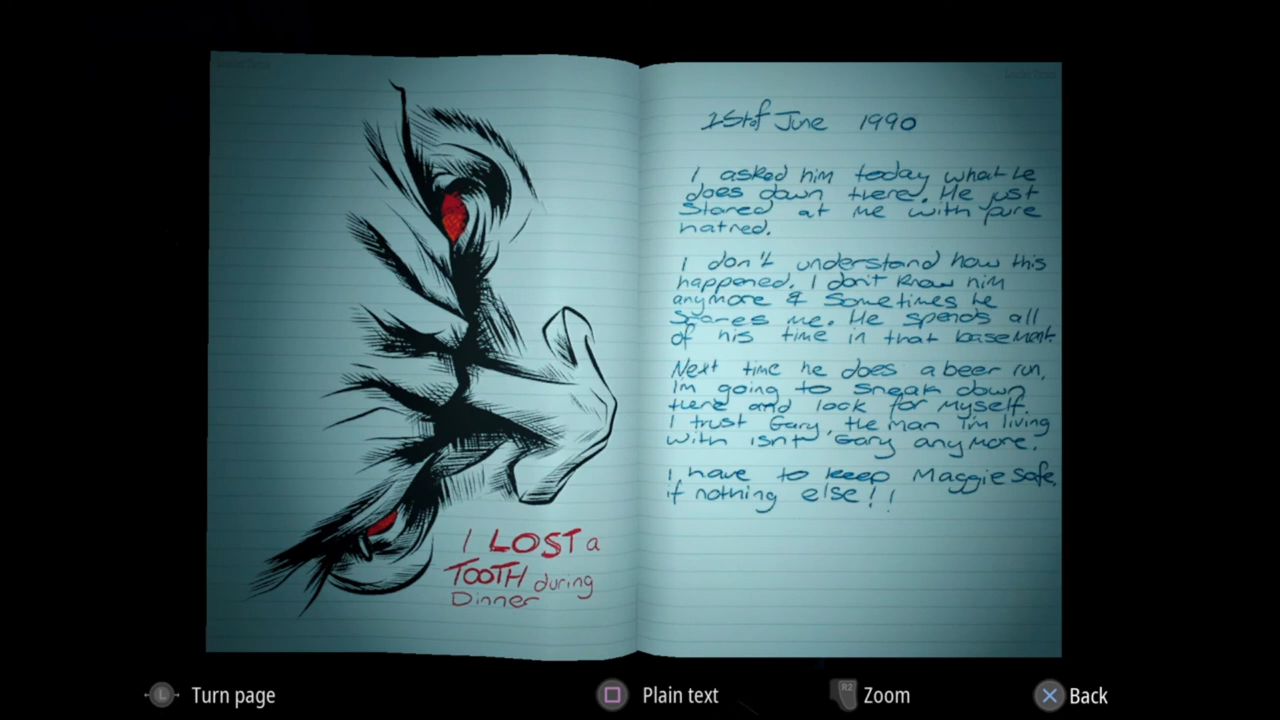 I LOST a
TOOTH during
Dinner
1st of June 1990
I asked him today what he
does down there. He just
stared at me with pure
hatred.
I don't understand how this
happened. I don't know him
anymore & Sometimes he
scares me. He spends all
of his time in that basement.
Next time he does a beer run,
I'm going to sneak down
there and look for myself.
I trust Gary, the man I'm living
with isn't Gary anymore.
I have to keep Maggie safe,
if nothing else!!
L
Turn page
Plain text
R2
Zoom
Back